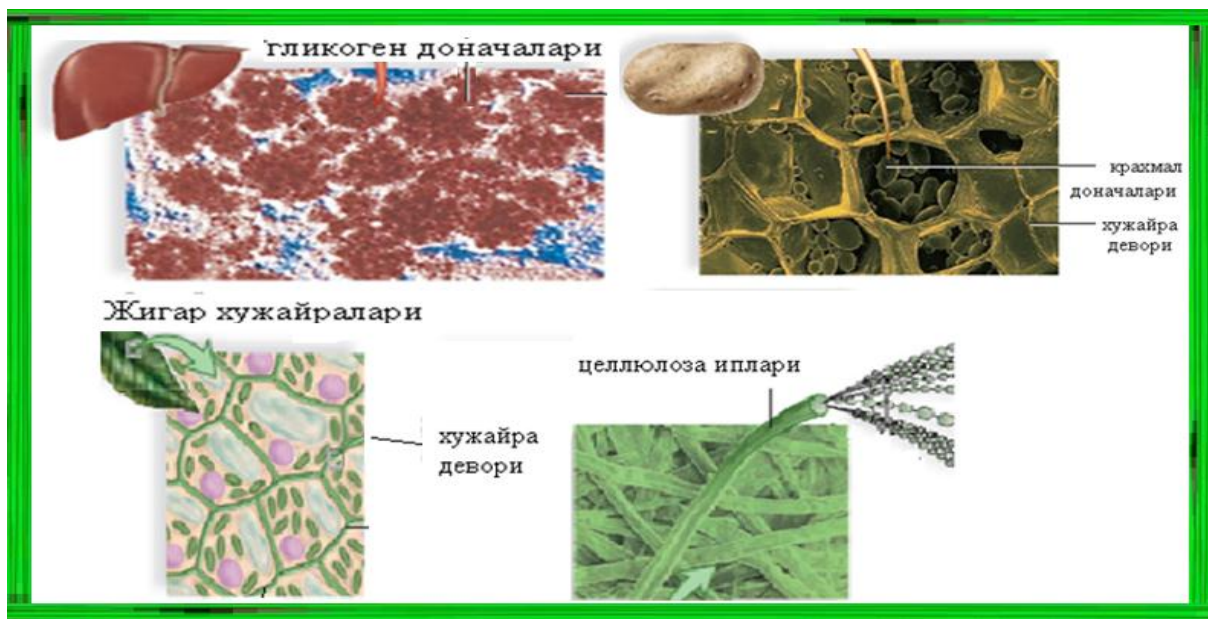 гликоген доначалари
крахмал
доначалари
хужайра
девори
Жигар хужайралари
целлюлоза иплари
хужайра
девори